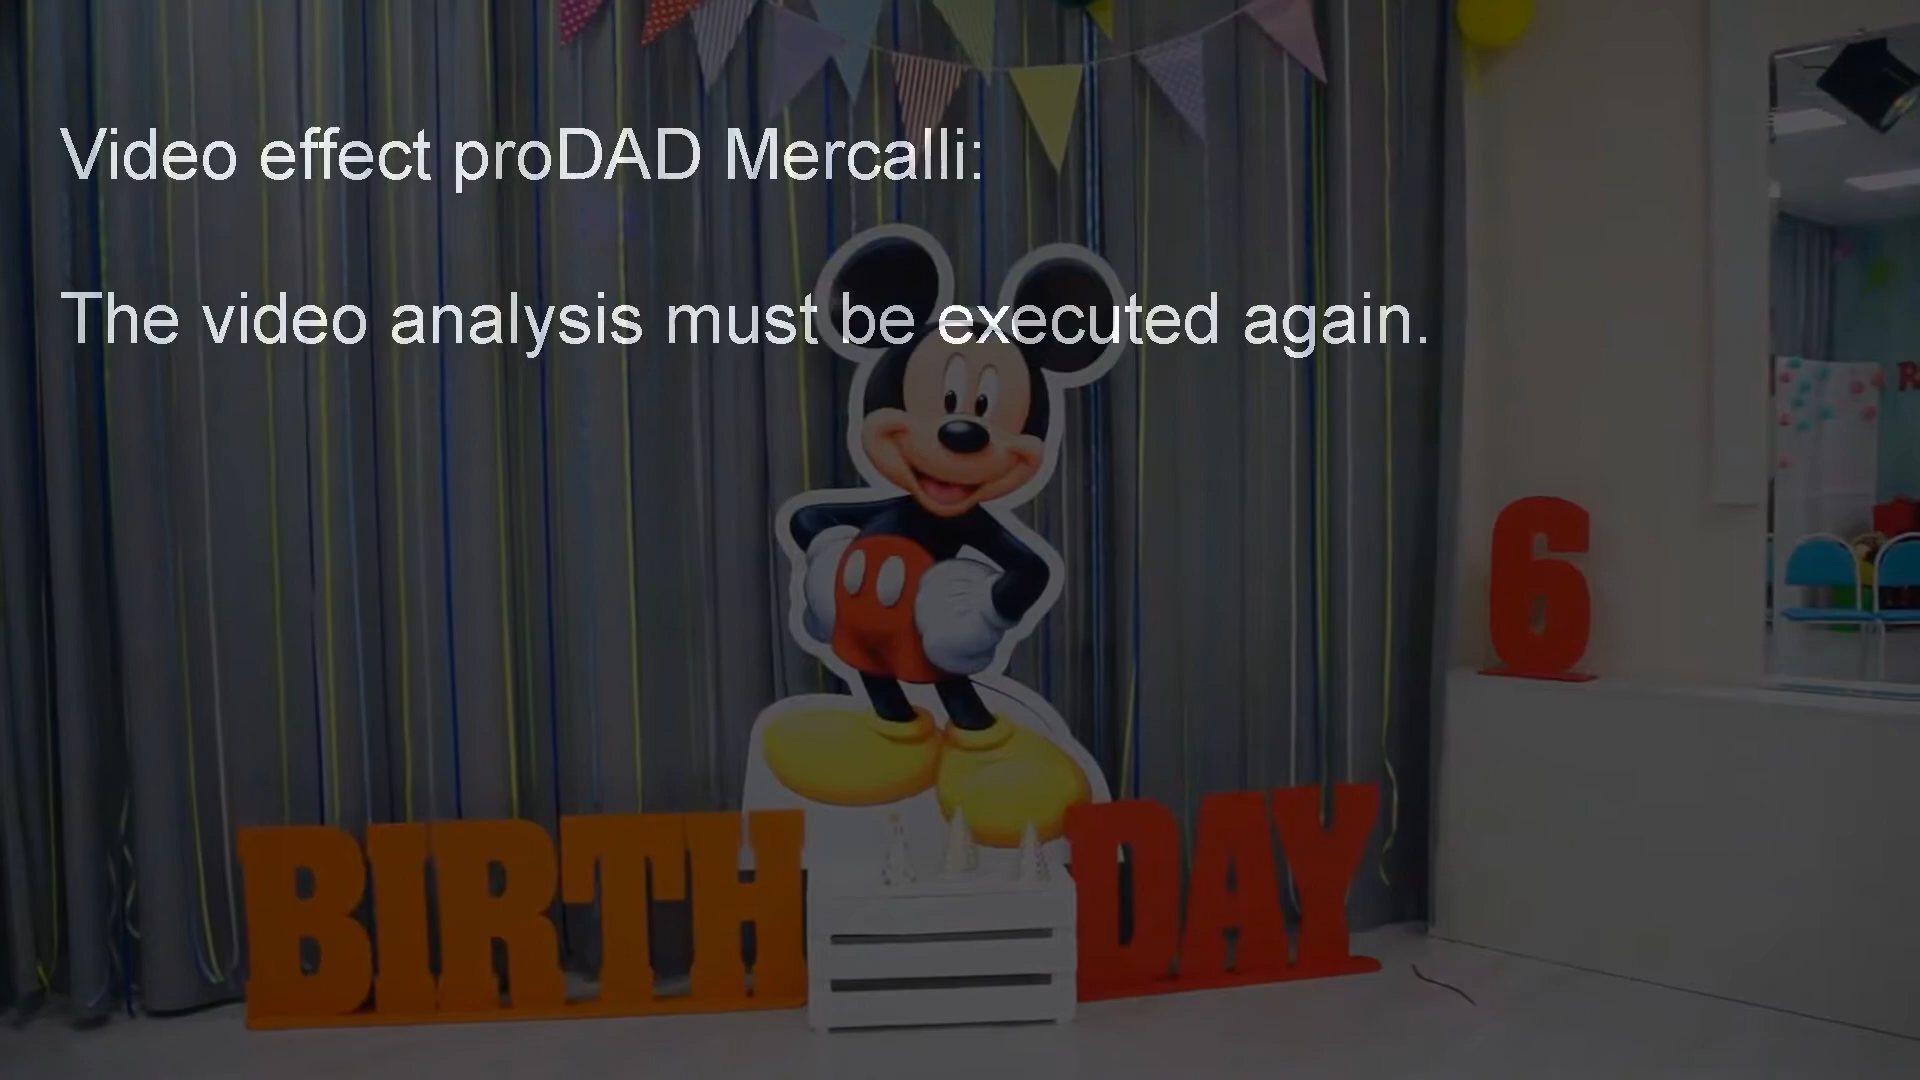 Video effect proDAD Mercalli:
The video analysis must be executed again.
6
BIRTH DAY
R